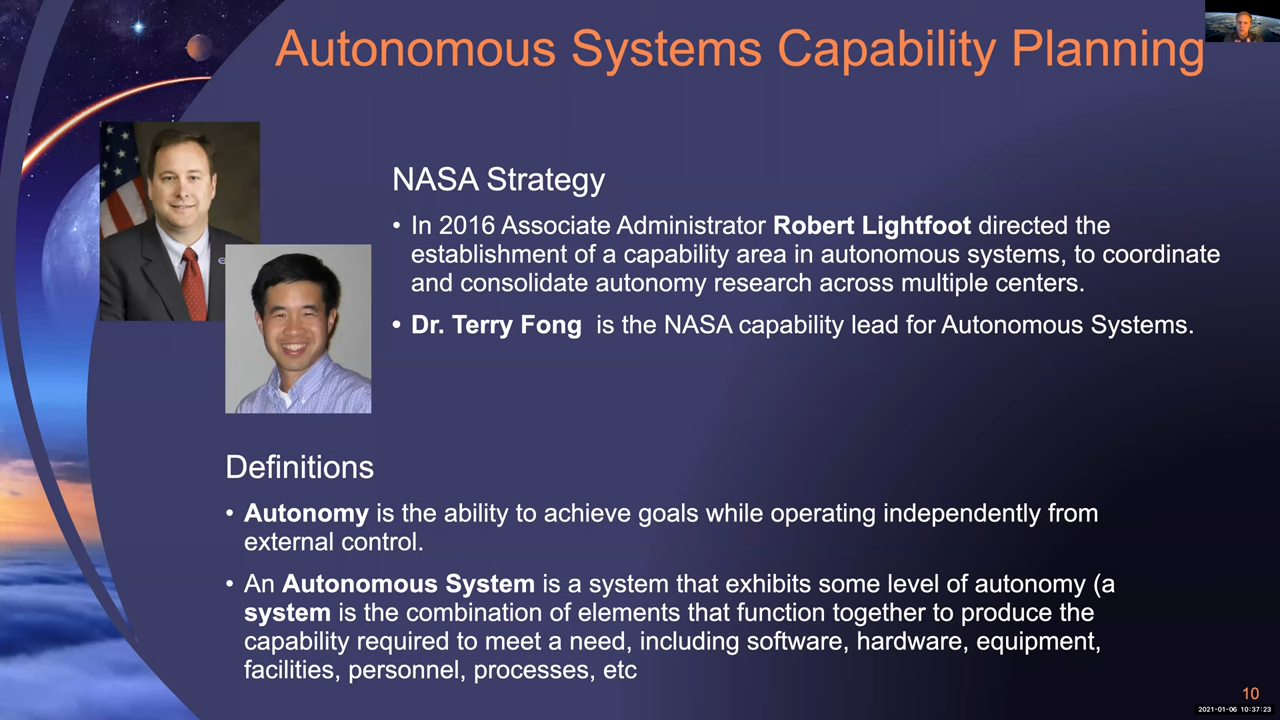 Autonomous Systems Capability Planning
NASA Strategy
• In 2016 Associate Administrator Robert Lightfoot directed the
establishment of a capability area in autonomous systems, to coordinate
and consolidate autonomy research across multiple centers.
• Dr. Terry Fong is the NASA capability lead for Autonomous Systems.
Definitions
• Autonomy is the ability to achieve goals while operating independently from
external control.
• An Autonomous System is a system that exhibits some level of autonomy (a
system is the combination of elements that function together to produce the
capability required to meet a need, including software, hardware, equipment,
facilities, personnel, processes, etc
10
2021-01-06 10:37:23